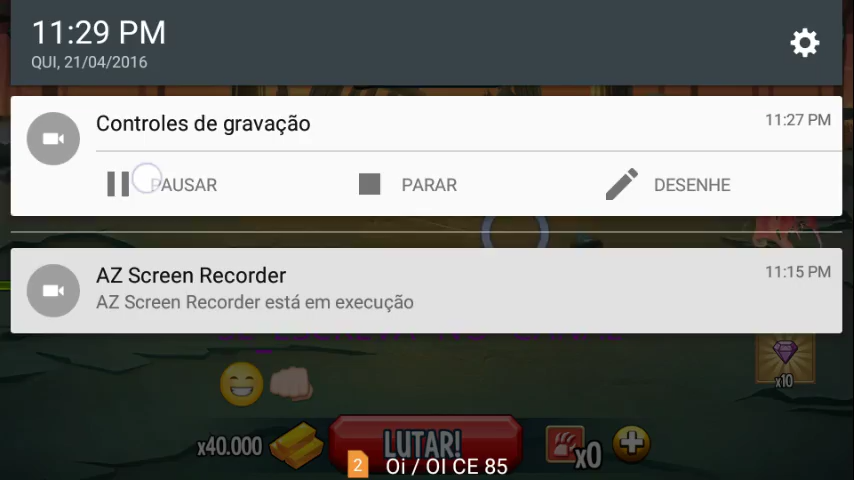 11:29 PM
QUI, 21/04/2016
Controles de gravação
11:27 PM
PAUSAR
PARAR
DESENHE
AZ Screen Recorder
11:15 PM
AZ Screen Recorder está em execução
x10
x40.000
LUTAR!
x0
2 Oi / OI CE 85